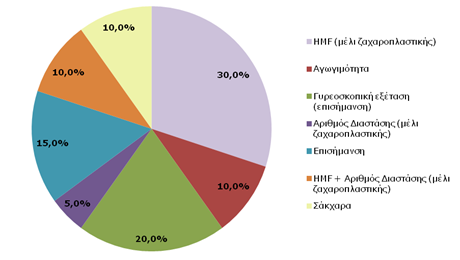 10,0%
30,0%
10,0%
15,0%
5,0%
10,0%
20,0%
HMF (μέλι ζαχαροπλαστικής)
Αγωγιμότητα
Γυρεοσκοπική εξέταση
(επισήμανση)
Αριθμός Διαστάσης (μέλι
ζαχαροπλαστικής)
Επισήμανση
HMF + Αριθμός Διαστάσης (μέλι
ζαχαροπλαστικής)
Σάκχαρα